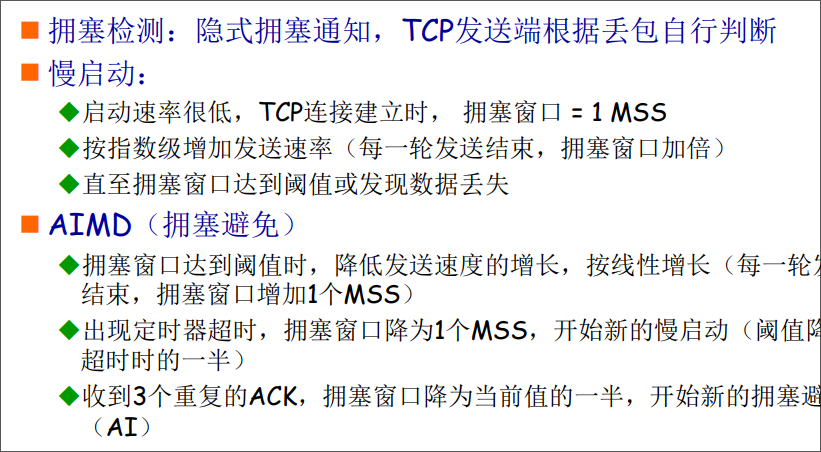 拥塞检测：隐式拥塞通知，TCP发送端根据丢包自行判断
慢启动：
启动速率很低，TCP连接建立时， 拥塞窗口 = 1 MSS
按指数级增加发送速率（每一轮发送结束，拥塞窗口加�）
直至拥塞窗口达到阈值或发现数据丢失
AIMD（拥塞避免）
拥塞窗口达到阈值时，降低发送速度的增长，按线性增长（每一轮发
结束，拥塞窗口增加1个MSS）
出现定时器超时，拥塞窗口降为1个MSS，开始新的慢启动（阈值降
超时时的一半）
收到3个重复的ACK，拥塞窗口降为当前值的一半，开始新的拥塞避
（AI）